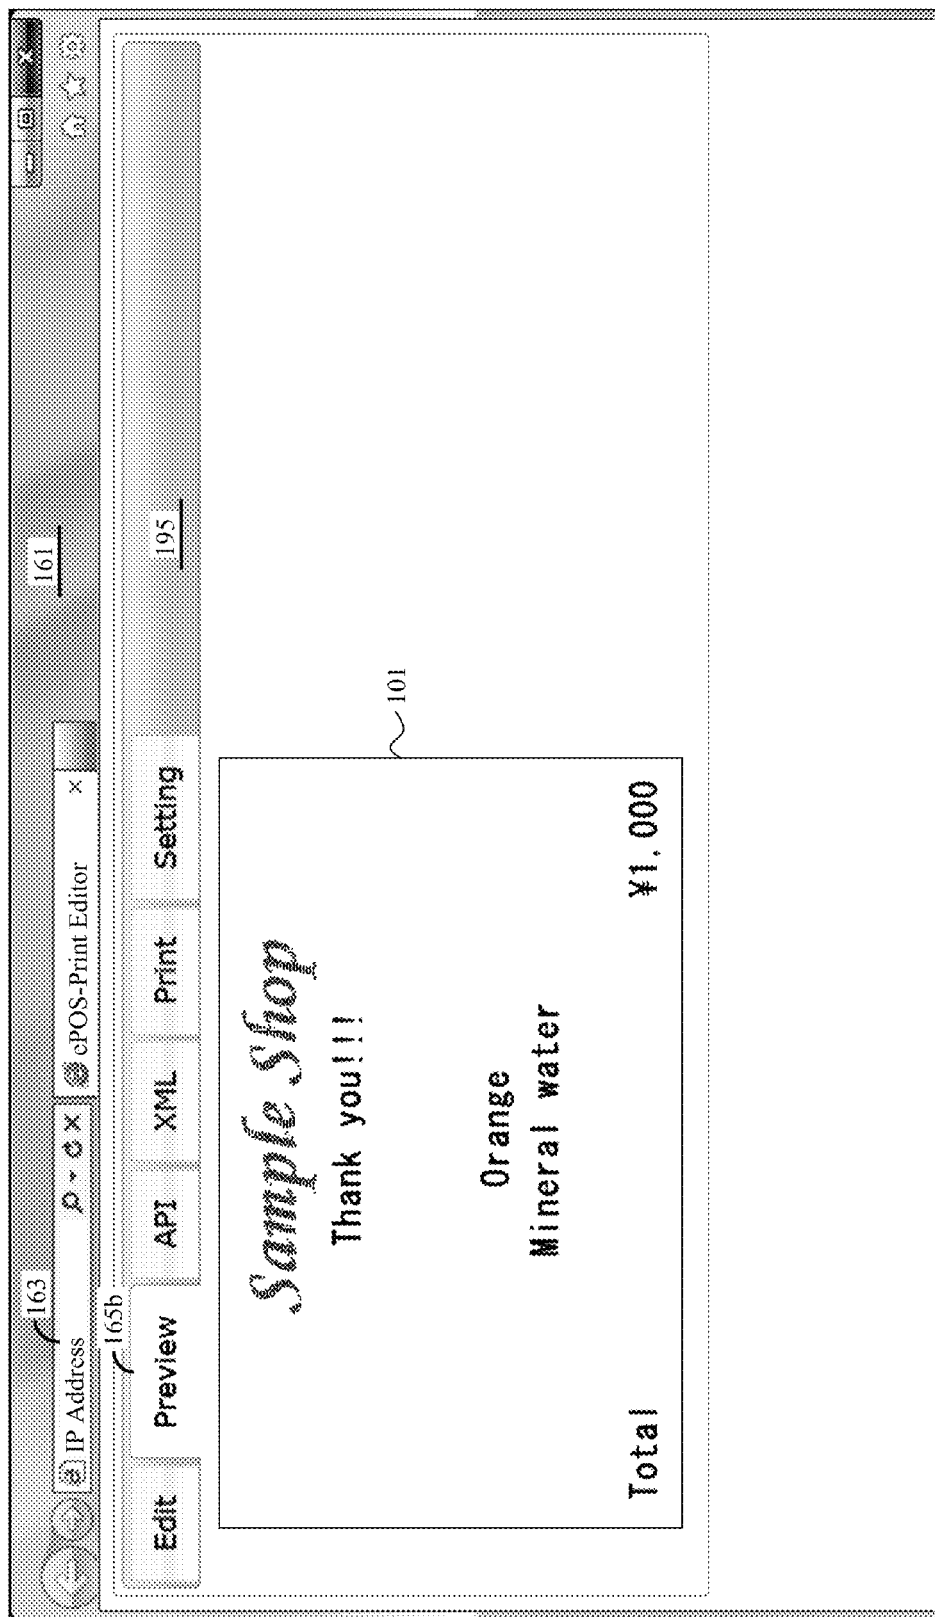 161
163
IP Address
cPOS-Print Editor
165b
Edit Preview API XML Print Setting
195
101
Sample Shop
Thank you!!!
Orange
Mineral water
Total ¥1,000